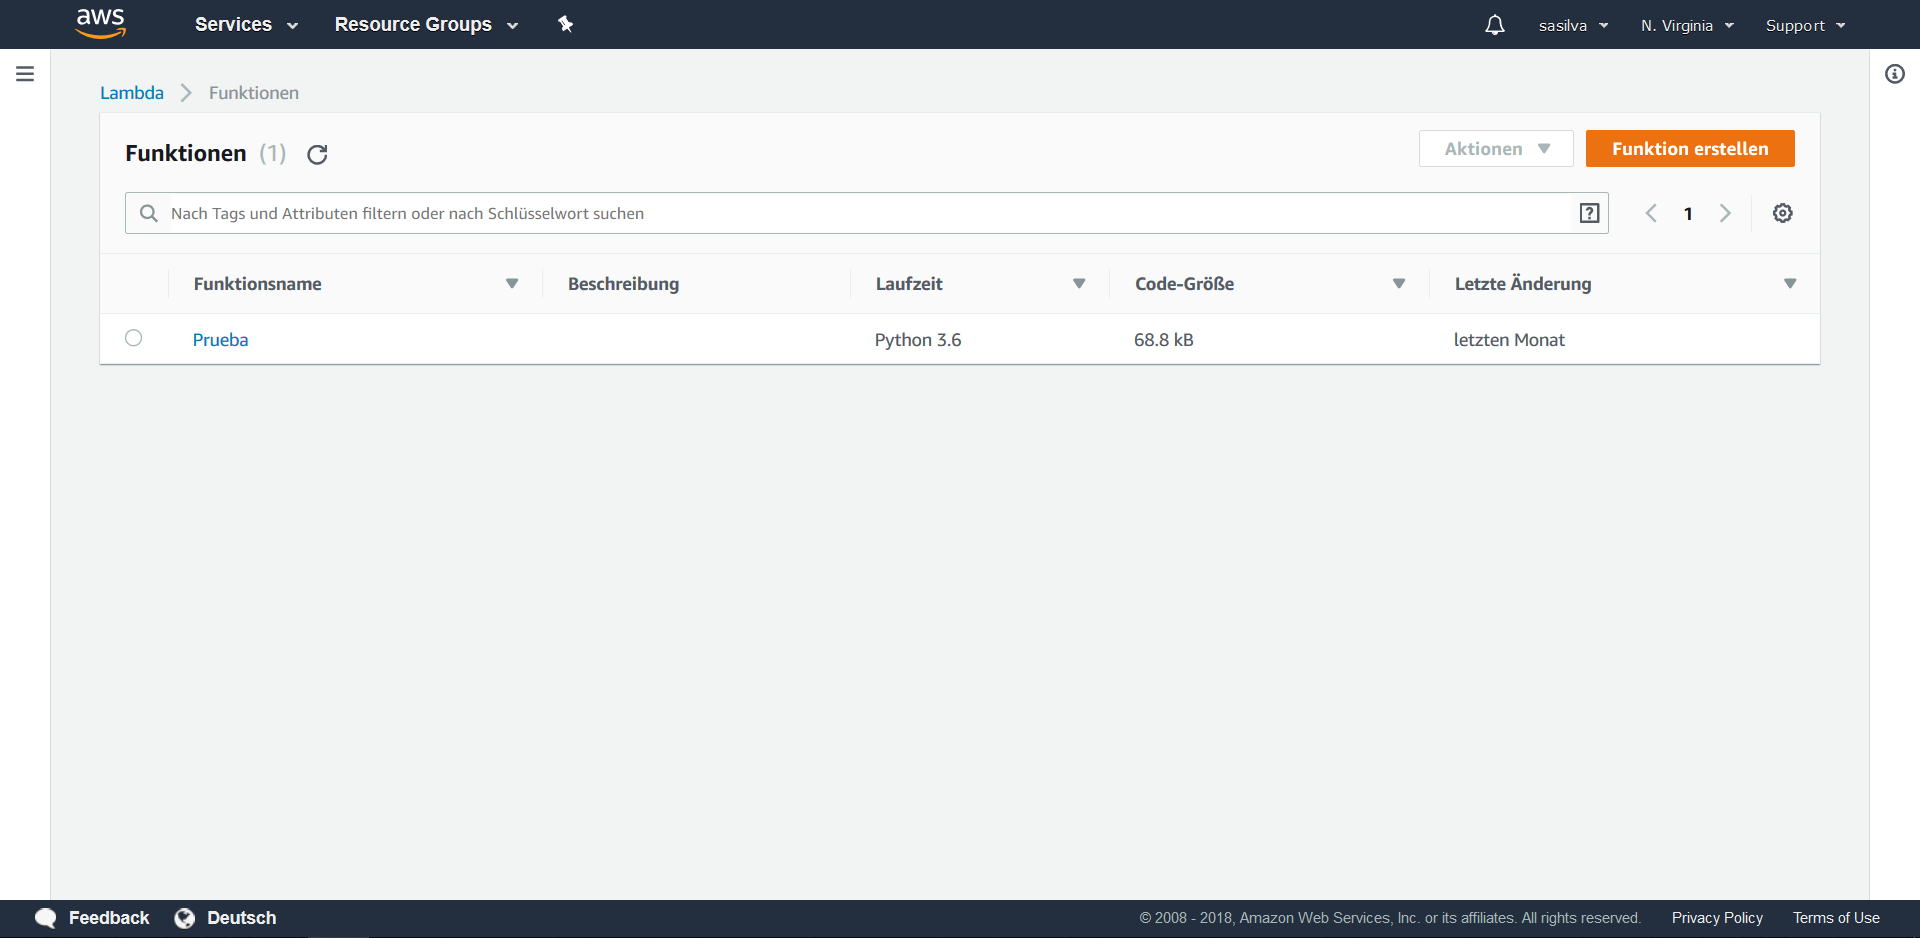 aws Services Resource Groups sasilva N. Virginia Support
Lambda Funktionen
Funktionen (1) Aktionen Funktion erstellen
Nach Tags und Attributen filtern oder nach Schlüsselwort suchen ? 1
Funktionsname Beschreibung Laufzeit Code-Größe Letzte Änderung
Prueba Python 3.6 68.8 kB letzten Monat
Feedback Deutsch © 2008 - 2018, Amazon Web Services, Inc. or its affiliates. All rights reserved. Privacy Policy Terms of Use